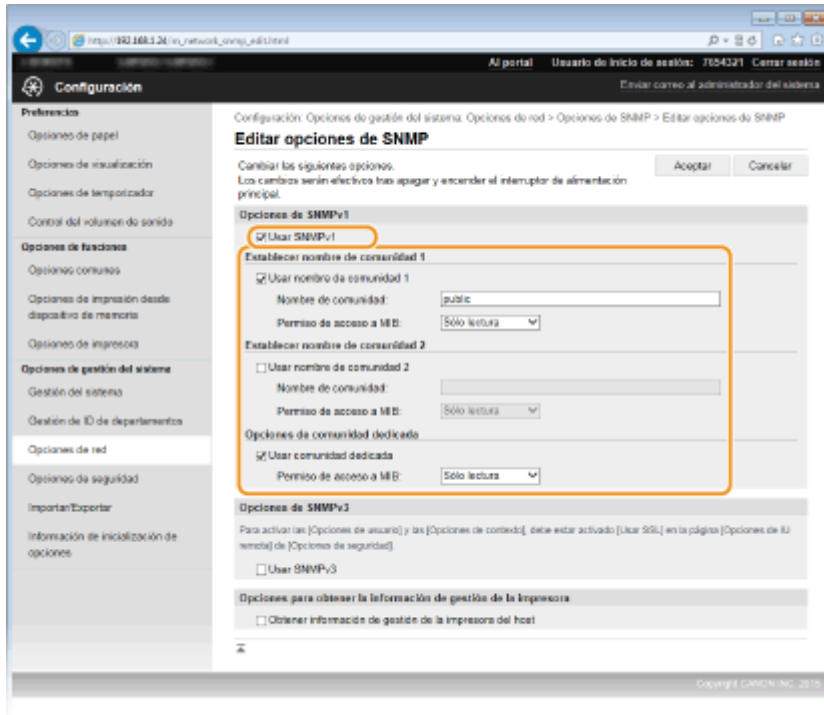 http://192.168.1.24/m_network_snmp_edit.html
Al portal Usuario de inicio de sesión: 7654321 Cerrar sesión
Configuración
Enviar correo al administrador del sistema
Preferencias
Opciones de papel
Opciones de visualización
Opciones de temporizador
Control del volumen de sonido
Opciones de funciones
Opciones comunes
Opciones de impresión desde
dispositivo de memoria
Opciones de impresora
Opciones de gestión del sistema
Gestión del sistema
Gestión de ID de departamentos
Opciones de red
Opciones de seguridad
Importar/Exportar
Información de inicialización de
opciones
Configuración: Opciones de gestión del sistema: Opciones de red > Opciones de SNMP > Editar opciones de SNMP
Editar opciones de SNMP
Cambiar las siguientes opciones.
Los cambios serán efectivos tras apagar y encender el interruptor de alimentación
principal.
Aceptar Cancelar
Opciones de SNMPv1
Usar SNMPv1
Establecer nombre de comunidad 1
Usar nombre de comunidad 1
Nombre de comunidad: public
Permiso de acceso a MIB: Sólo lectura
Establecer nombre de comunidad 2
Usar nombre de comunidad 2
Nombre de comunidad:
Permiso de acceso a MIB: Sólo lectura
Opciones de comunidad dedicada
Usar comunidad dedicada
Permiso de acceso a MIB: Sólo lectura
Opciones de SNMPv3
Para activar las [Opciones de usuario] y las [Opciones de contexto], debe estar activado [Usar SSL] en la página [Opciones de IU
remota] de [Opciones de seguridad].
Usar SNMPv3
Opciones para obtener la información de gestión de la impresora
Obtener información de gestión de la impresora del host
Copyright CANON INC. 2015